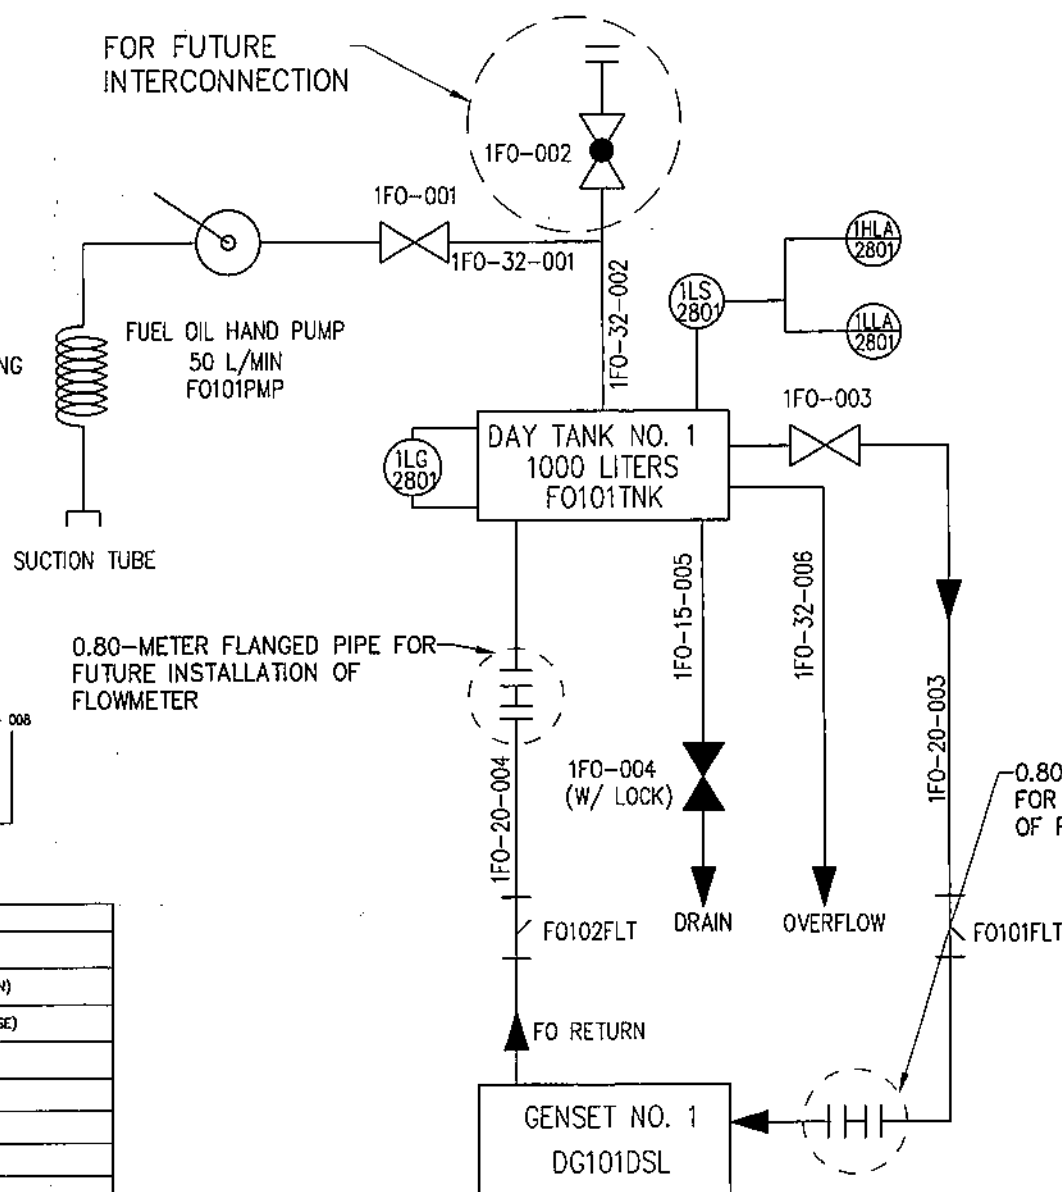 FOR FUTURE
INTERCONNECTION
1FO-002
1FO-001
1FO-32-001
1FO-32-002
1HLA
2801
1LS
2801
1LLA
2801
NG
FUEL OIL HAND PUMP
50 L/MIN
FO101PMP
1FO-003
1LG
2801
DAY TANK NO. 1
1000 LITERS
FO101TNK
SUCTION TUBE
1FO-15-005
1FO-32-006
0.80-METER FLANGED PIPE FOR
FUTURE INSTALLATION OF
FLOWMETER
1FO-20-003
008
1FO-20-004
1FO-004
(W/ LOCK)
0.80
FOR
OF F
FO102FLT
DRAIN
OVERFLOW
FO101FLT
N)
SE)
FO RETURN
GENSET NO. 1
DG101DSL